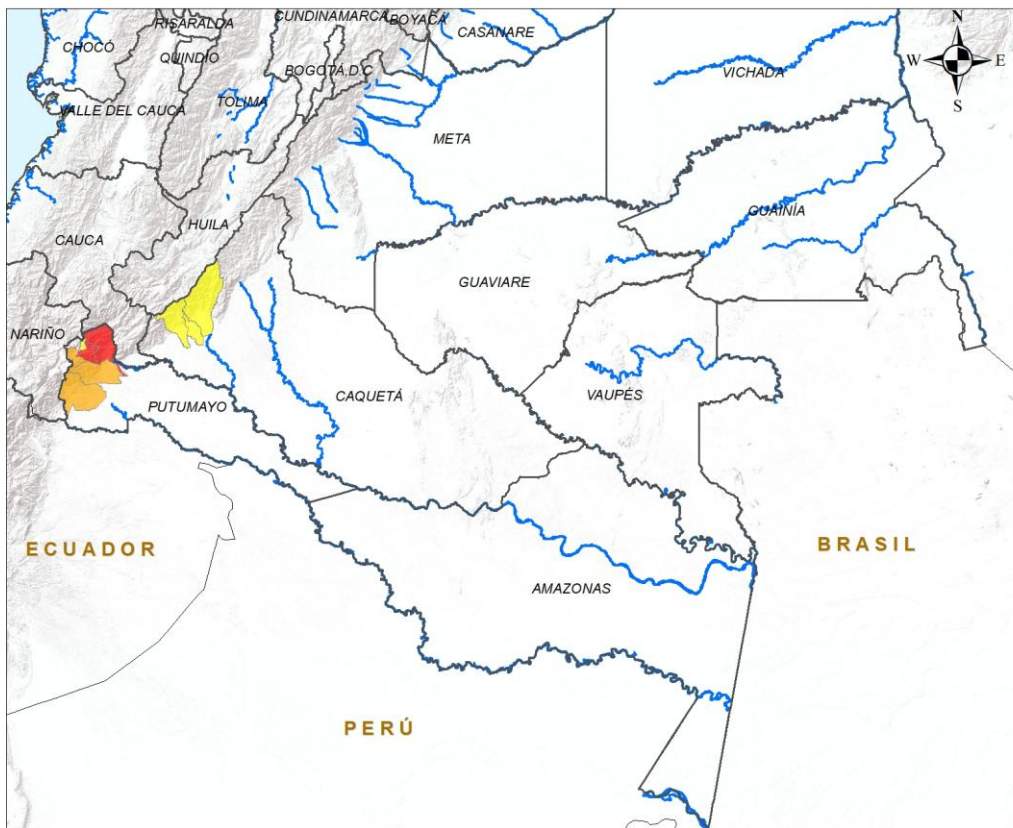 CUNDINAMARCA
BOYACÁ
RISARALDA
CASANARE
N
CHOCÓ
QUINDIO
BOGOTÁ, D.C
W
E
VICHADA
S
VALLE DEL CAUCA
TOLIMA
META
HUILA
GUAINÍA
CAUCA
GUAVIARE
NARIÑO
CAQUETÁ
VAUPÉS
PUTUMAYO
ECUADOR
BRASIL
AMAZONAS
PERÚ